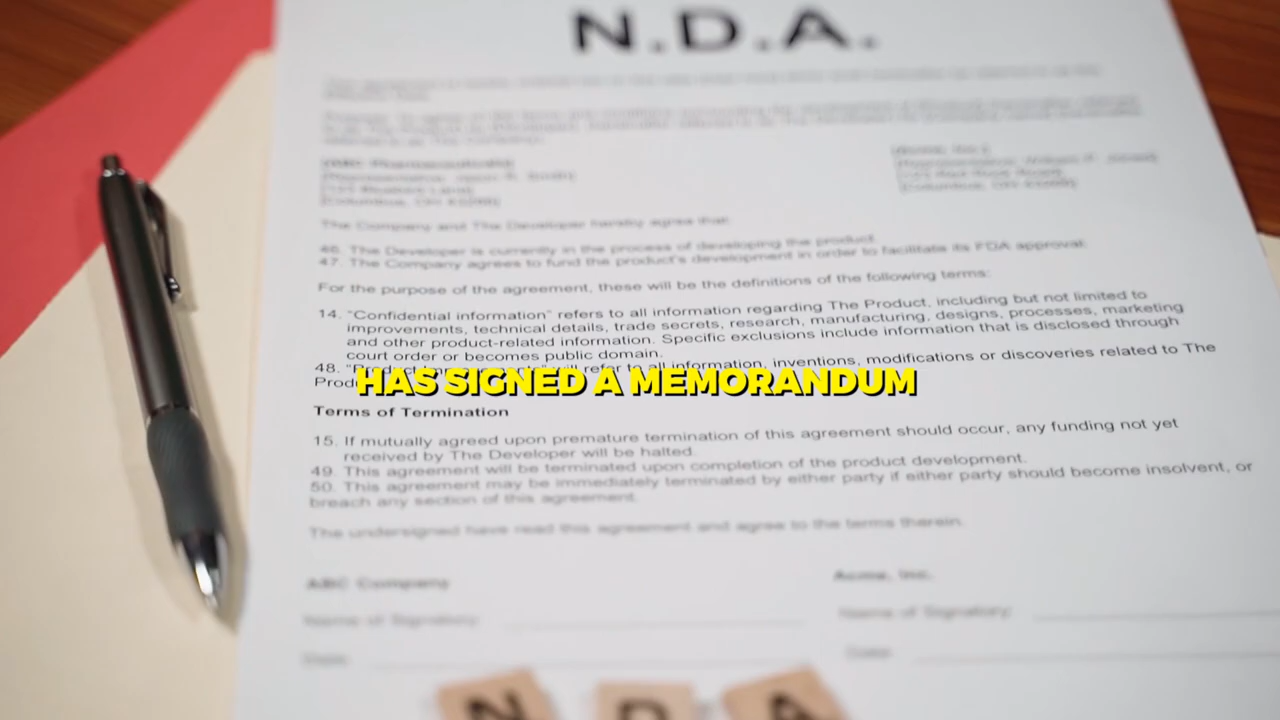 N.D.A.
The Company and The Developer hereby agree that:
46. The Developer is currently in the process of developing the product.
47. The Company agrees to fund the product's development in order to facilitate its FDA approval.
For the purpose of the agreement, these will be the definitions of the following terms:
14. "Confidential information" refers to all information regarding The Product, including but not limited to
improvements, technical details, trade secrets, research, manufacturing, designs, processes, marketing
and other product-related information. Specific exclusions include information that is disclosed through
court order or becomes public domain.
48. will refer to all information, inventions, modifications or discoveries related to The
HAS SIGNED A MEMORANDUM
Terms of Termination
15. If mutually agreed upon premature termination of this agreement should occur, any funding not yet
received by The Developer will be halted.
49. This agreement will be terminated upon completion of the product development.
50. This agreement may be immediately terminated by either party if either party should become insolvent, or
breach any section of this agreement.
The undersigned have read this agreement and agree to the terms therein.
ABC Company
Acme, Inc.
Name of Signatory:
Name of Signatory:
Date:
Date:
N D A